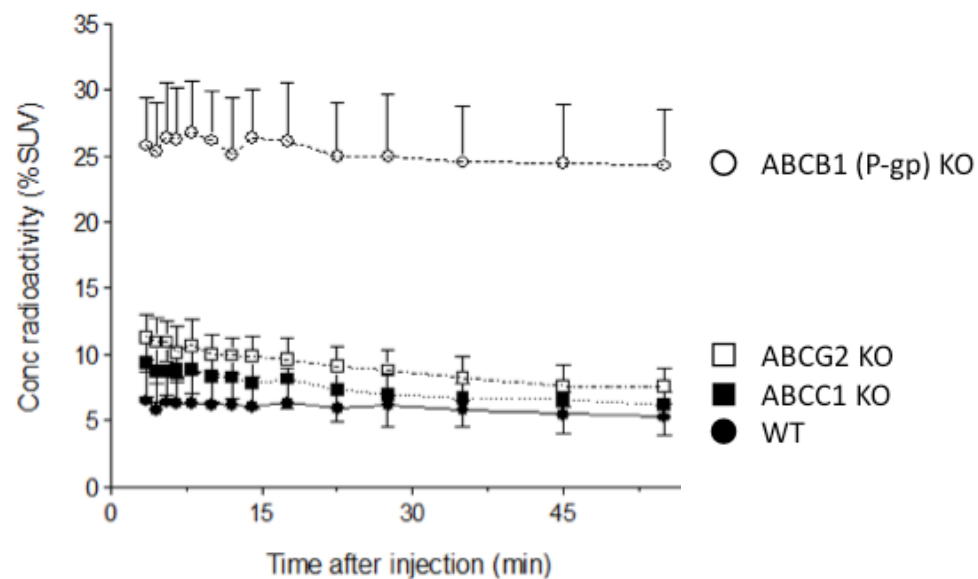 35
30
25
20
15
10
5
0
Conc radioactivity (%SUV)
0 15 30 45
Time after injection (min)
ABCB1 (P-gp) KO
ABCG2 KO
ABCC1 KO
WT